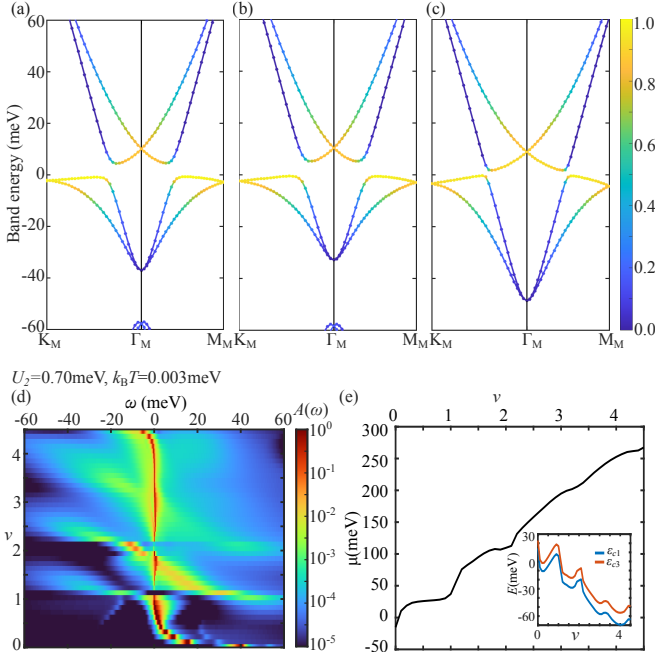 (a) (b) (c)
60 1.0
40 0.8
20
0 0.6
-20 0.4
-40 0.2
-60 0.0
Band energy (meV)
K_M Γ_M M_M K_M Γ_M M_M K_M Γ_M M_M
U_2=0.70meV, k_BT=0.003meV
(d) ω (meV) A(ω) (e) ν
-60 -40 -20 0 20 40 60 10^0 0 1 2 3 4
4 10^-1 300
3 10^-2 250
ν 200
2 10^-3 150
1 10^-4 100
0 10^-5 50
0
-50
μ(meV)
20
0
-30
-60
E(meV)
ε_c1
ε_c3
0 2 ν 4